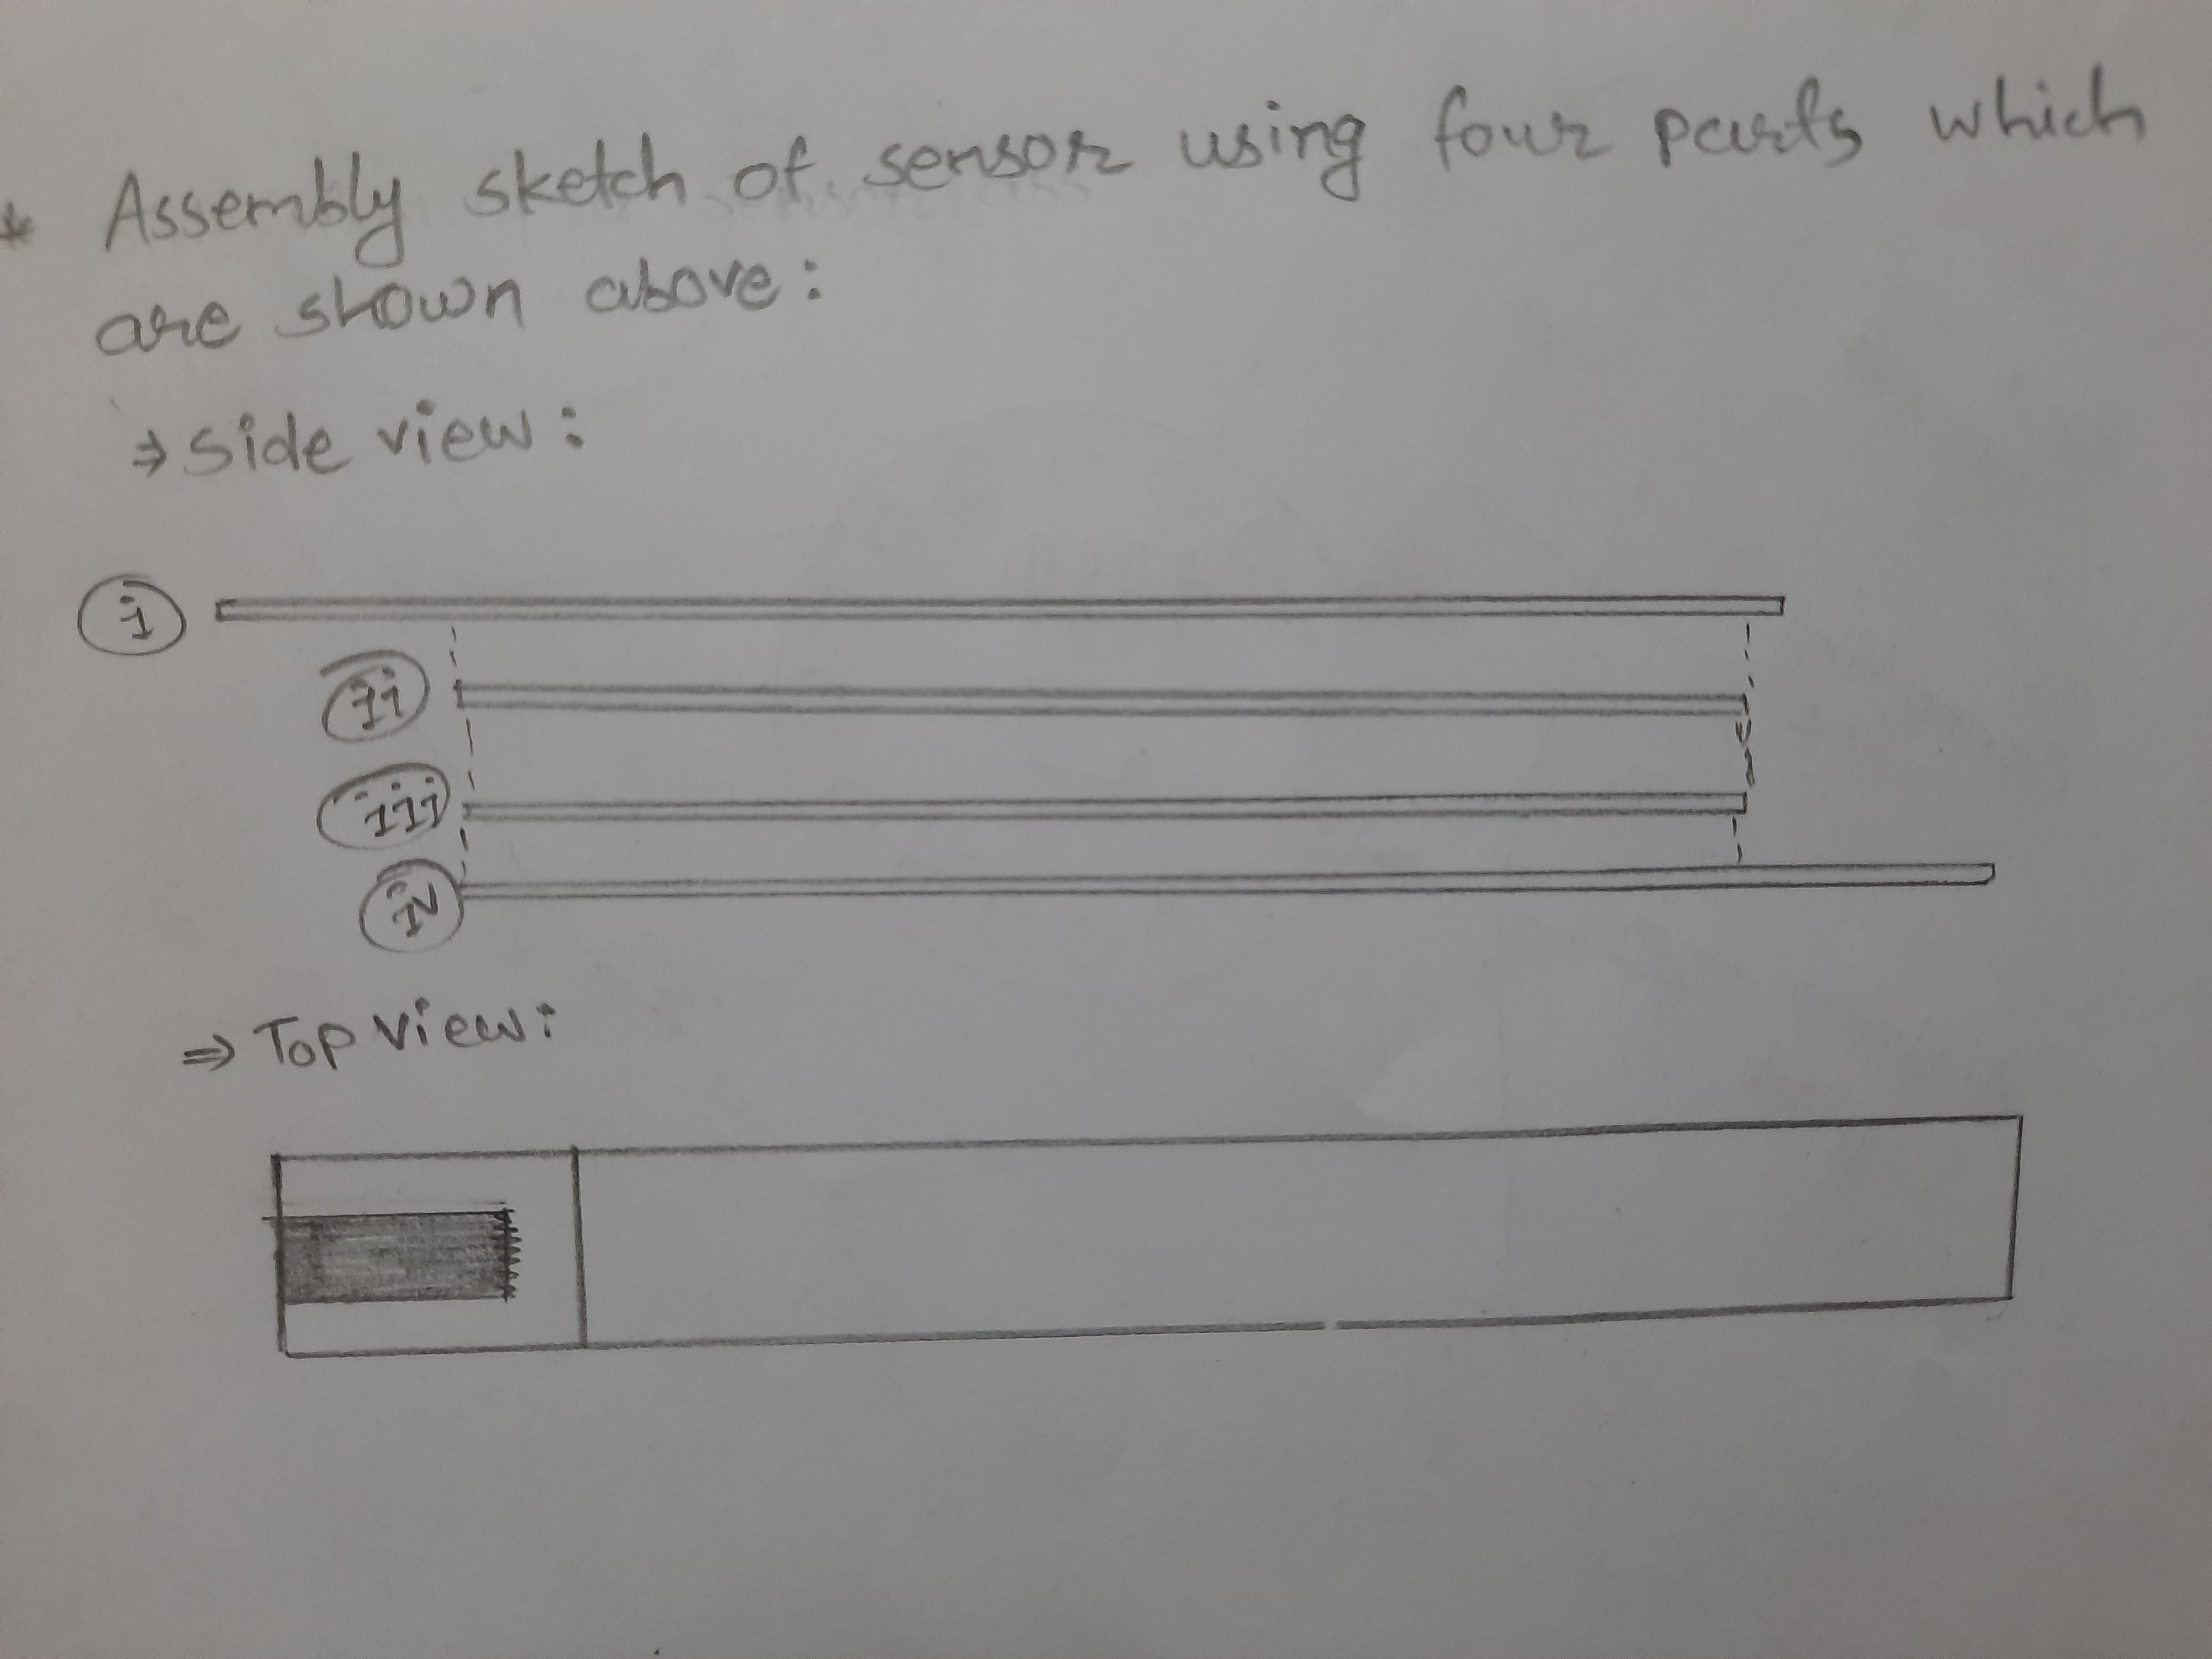 * Assembly sketch of sensor using four parts which
are shown above:
⇒ side view:
i
ii
iii
iv
⇒ Top view: